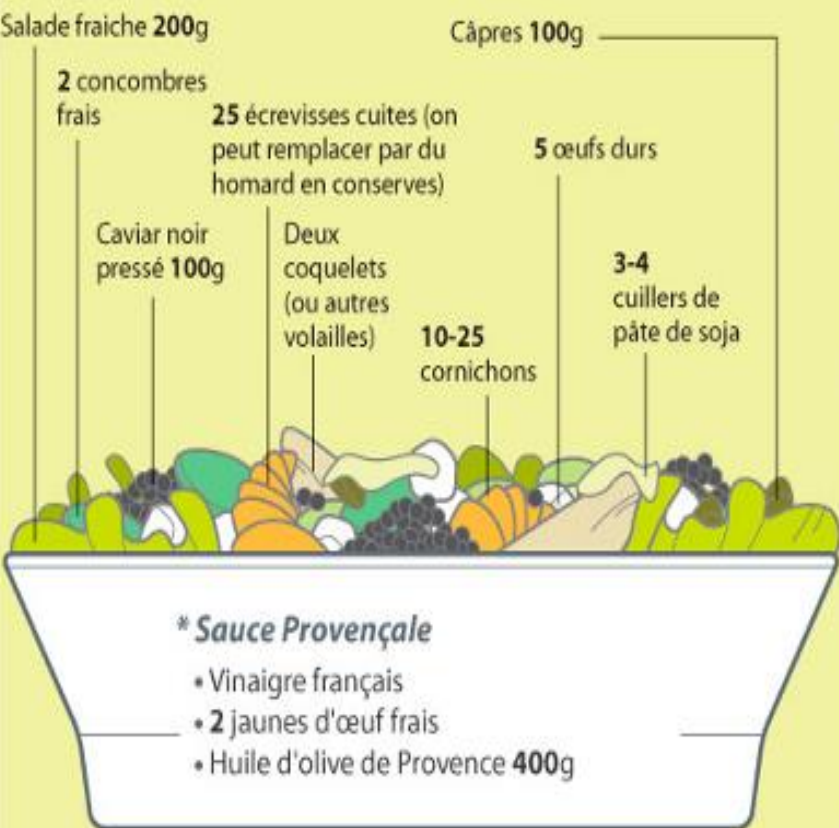 Salade fraiche 200g
Câpres 100g
2 concombres
frais
25 écrevisses cuites (on
peut remplacer par du
homard en conserves)
5 œufs durs
Caviar noir
pressé 100g
Deux
coquelets
(ou autres
volailles)
10-25
cornichons
3-4
cuillers de
pâte de soja
* Sauce Provençale
• Vinaigre français
• 2 jaunes d'œuf frais
• Huile d'olive de Provence 400g